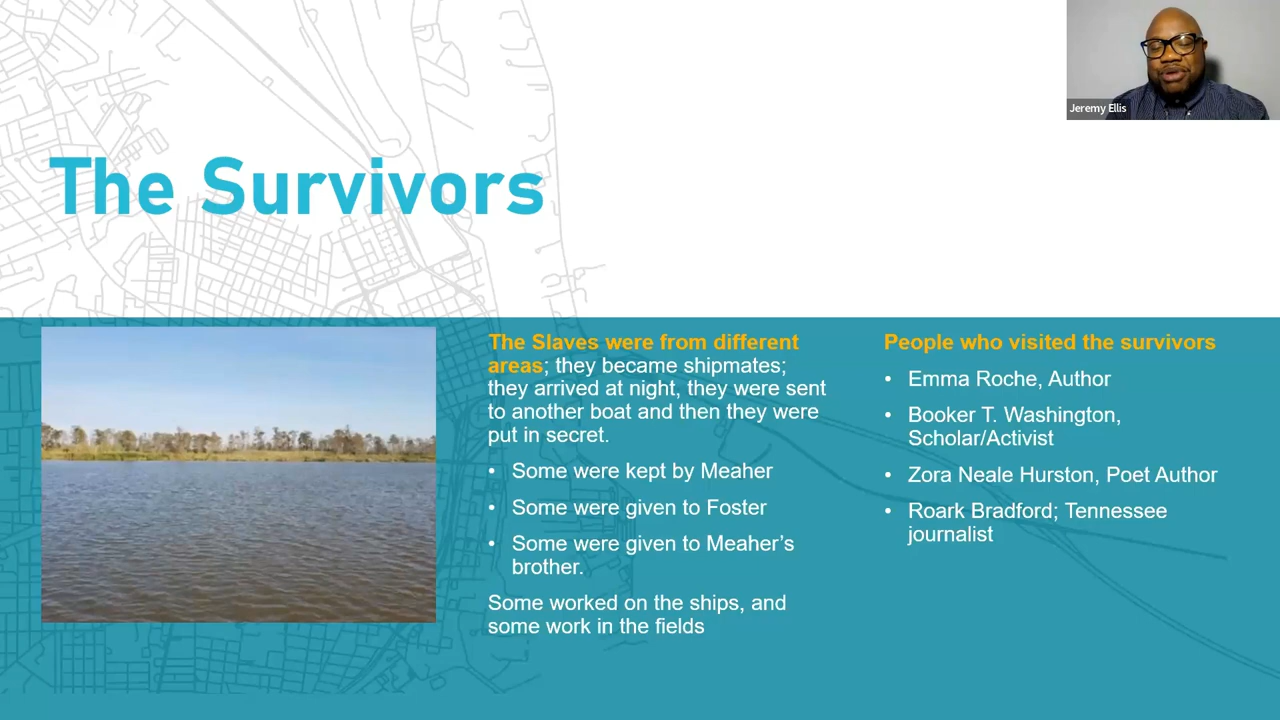 Jeremy Ellis
The Survivors
The Slaves were from different
areas; they became shipmates;
they arrived at night, they were sent
to another boat and then they were
put in secret.
• Some were kept by Meaher
• Some were given to Foster
• Some were given to Meaher’s
brother.
Some worked on the ships, and
some work in the fields
People who visited the survivors
• Emma Roche, Author
• Booker T. Washington,
Scholar/Activist
• Zora Neale Hurston, Poet Author
• Roark Bradford; Tennessee
journalist